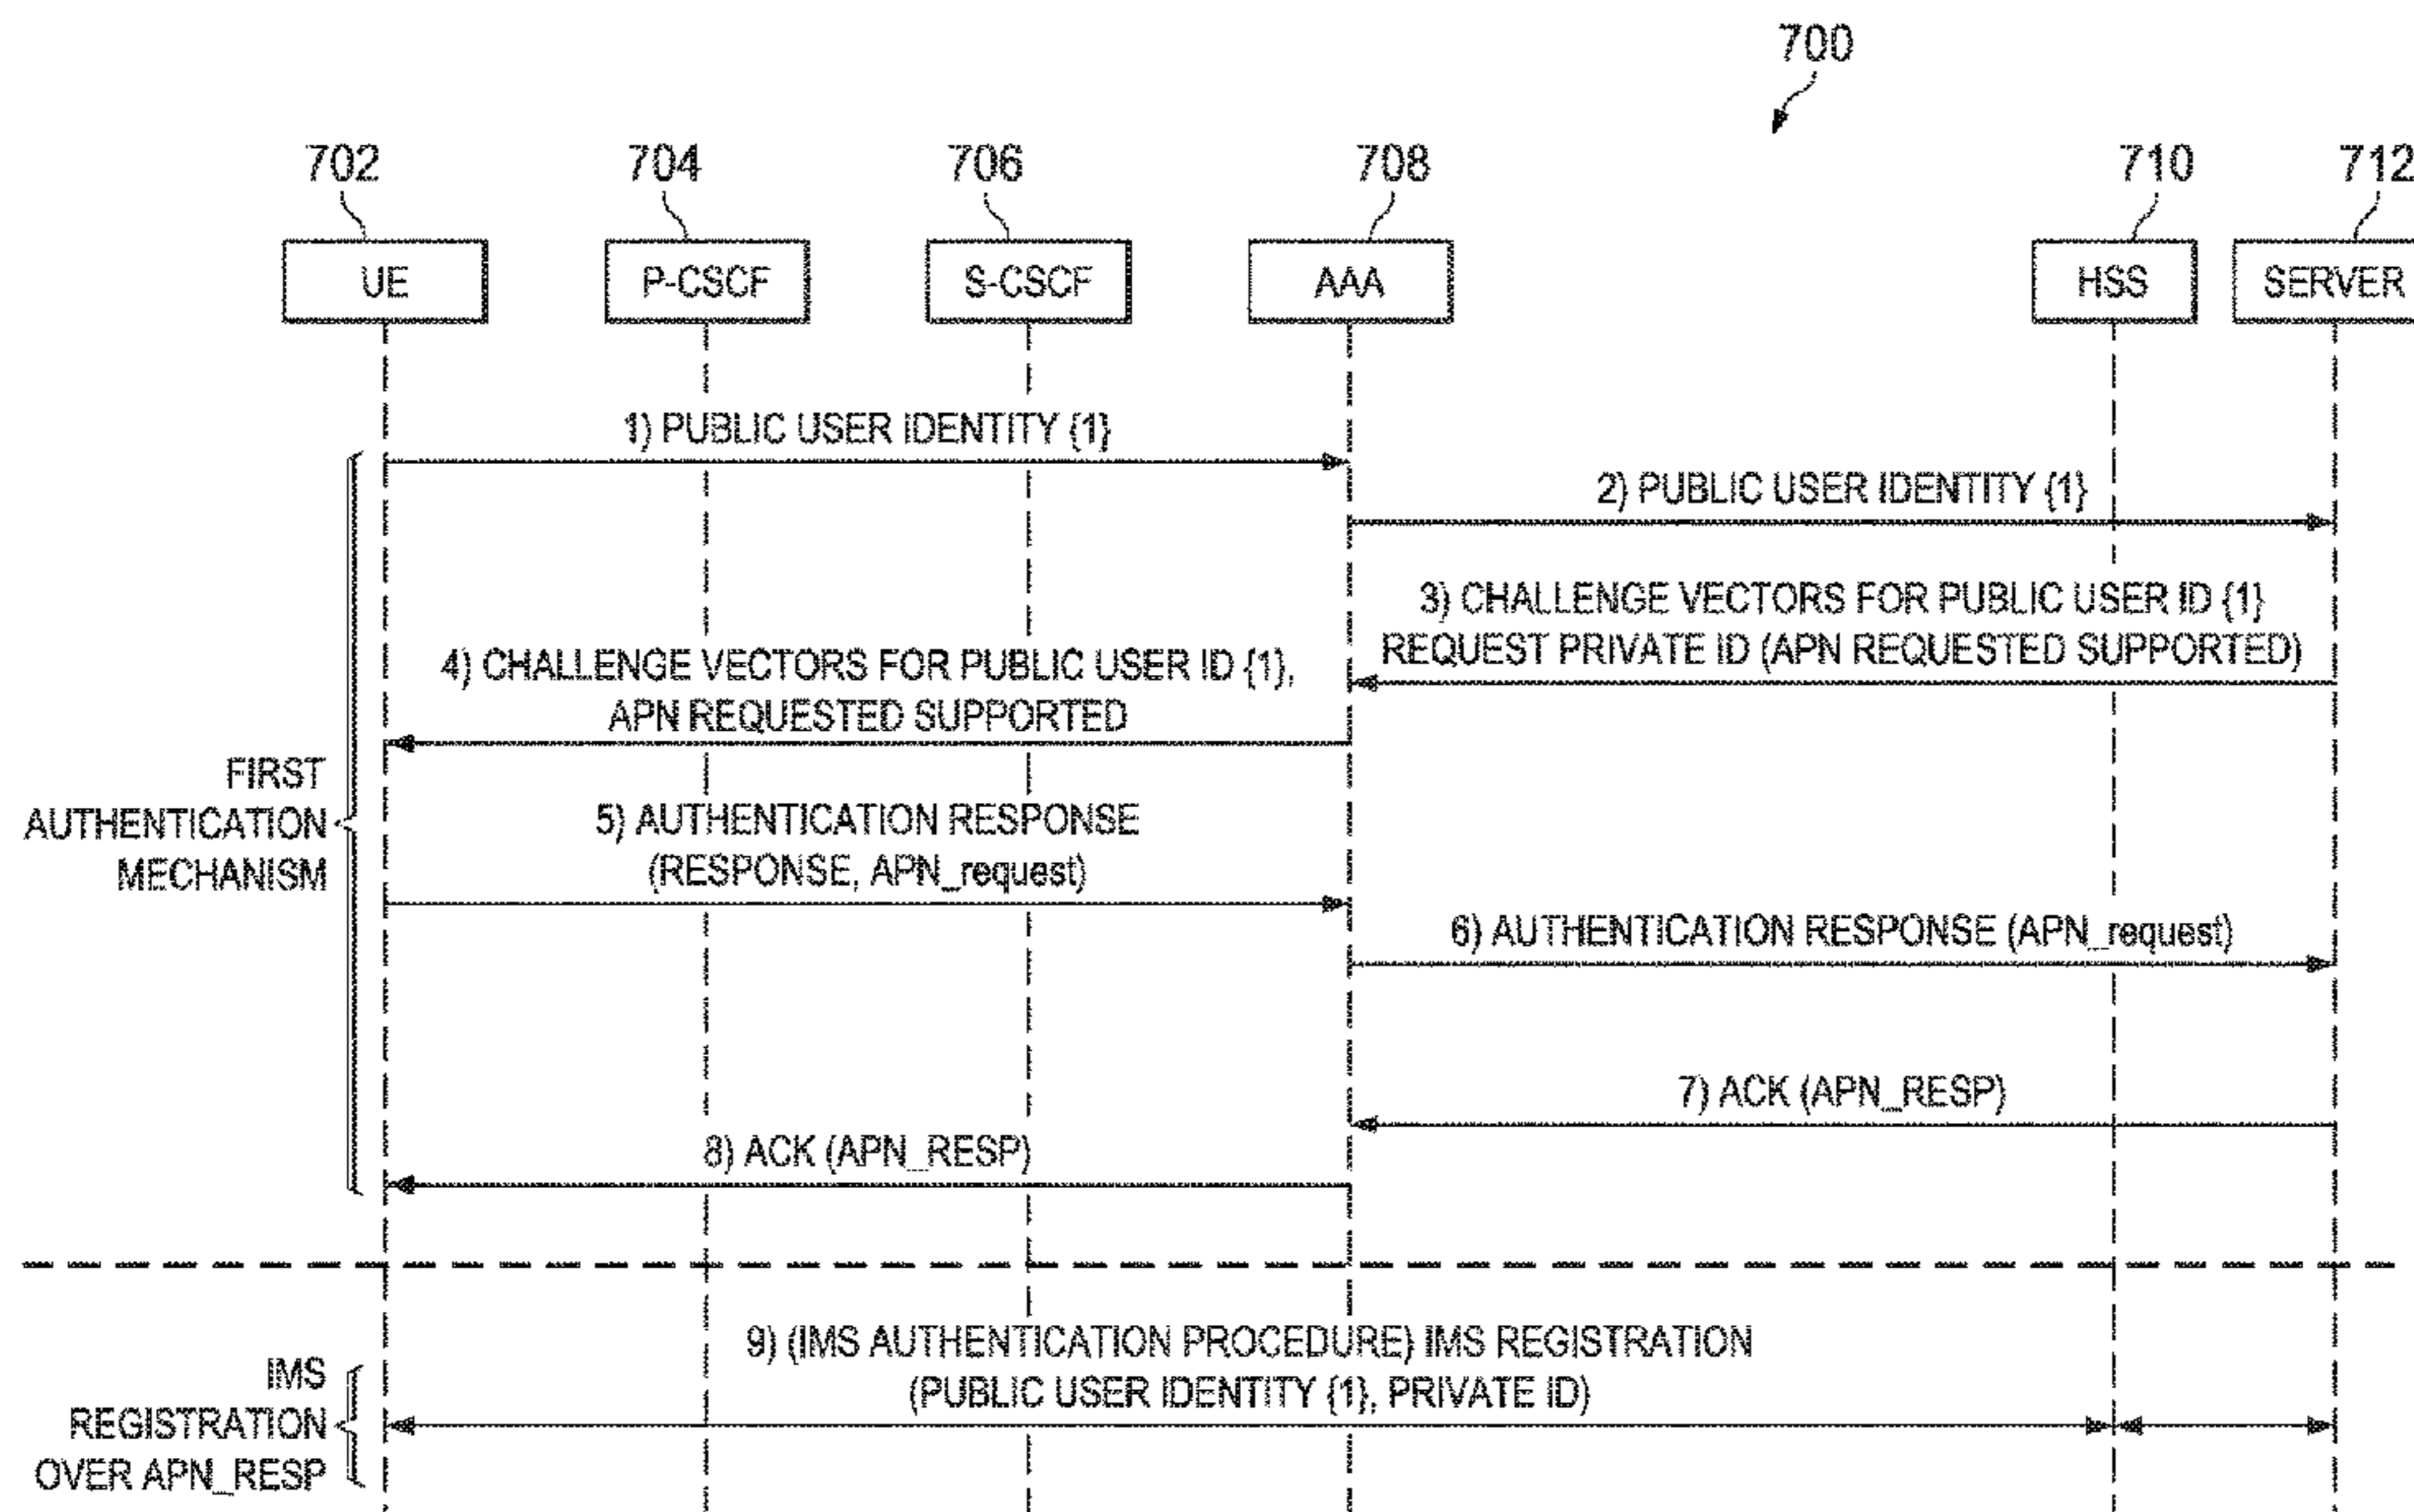 700
702 704 706 708 710 712
UE P-CSCF S-CSCF AAA HSS SERVER
1) PUBLIC USER IDENTITY {1}
2) PUBLIC USER IDENTITY {1}
3) CHALLENGE VECTORS FOR PUBLIC USER ID {1}
REQUEST PRIVATE ID (APN REQUESTED SUPPORTED)
4) CHALLENGE VECTORS FOR PUBLIC USER ID {1},
APN REQUESTED SUPPORTED
FIRST
AUTHENTICATION
MECHANISM
5) AUTHENTICATION RESPONSE
(RESPONSE, APN_request)
6) AUTHENTICATION RESPONSE (APN_request)
7) ACK (APN_RESP)
8) ACK (APN_RESP)
9) (IMS AUTHENTICATION PROCEDURE) IMS REGISTRATION
(PUBLIC USER IDENTITY {1}, PRIVATE ID)
IMS
REGISTRATION
OVER APN_RESP